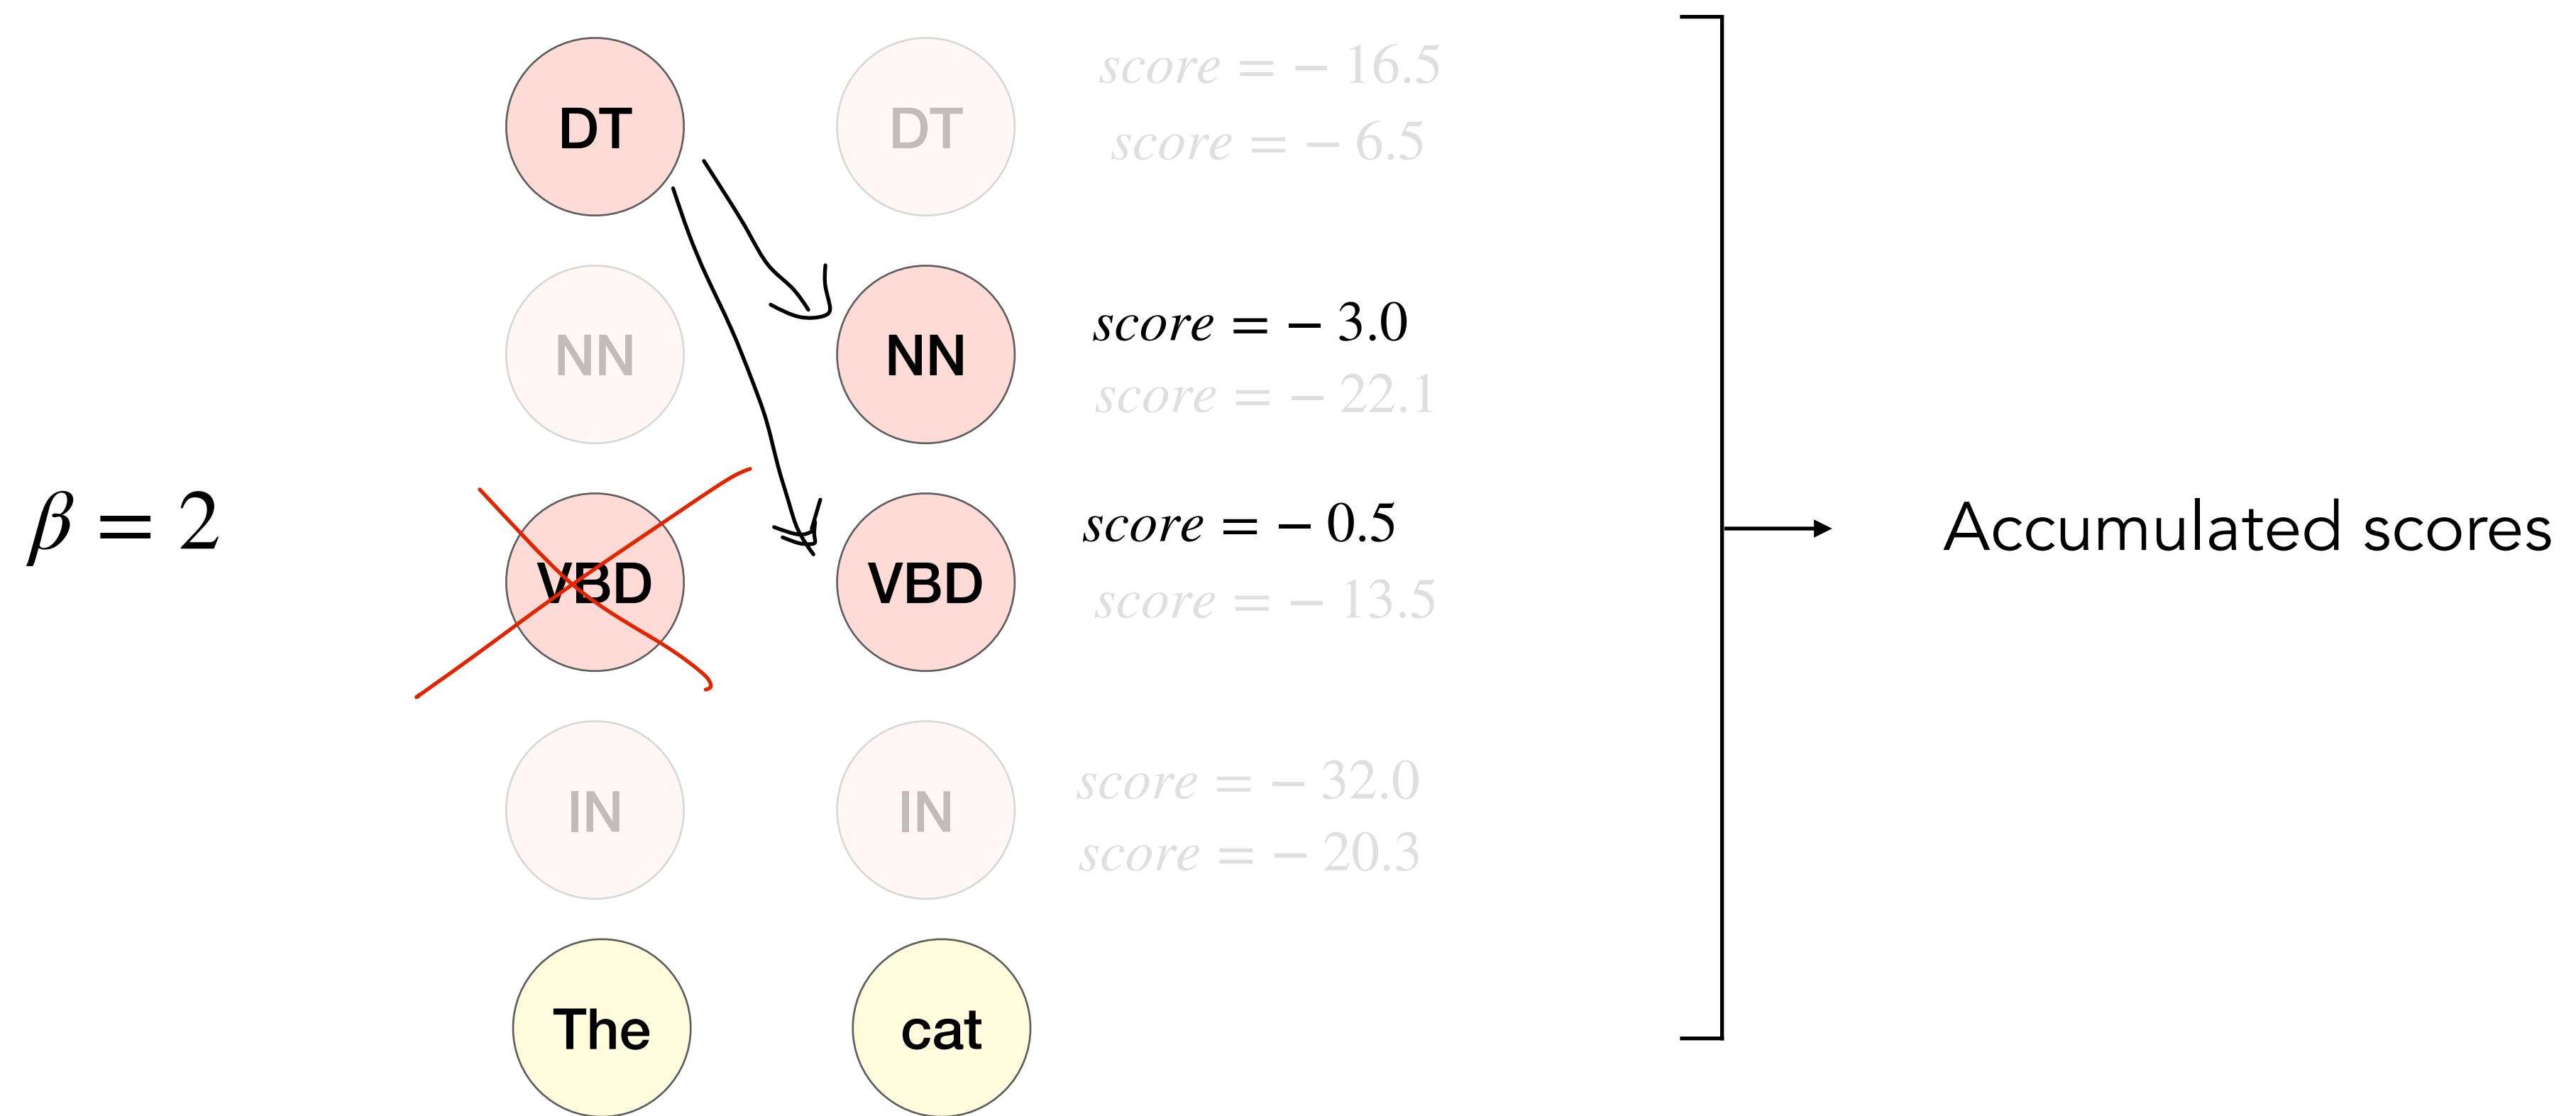 score = − 16.5
DT DT
score = − 6.5
score = − 3.0
NN NN
score = − 22.1
β = 2
score = − 0.5
Accumulated scores
VBD VBD
score = − 13.5
score = − 32.0
IN IN
score = − 20.3
The cat